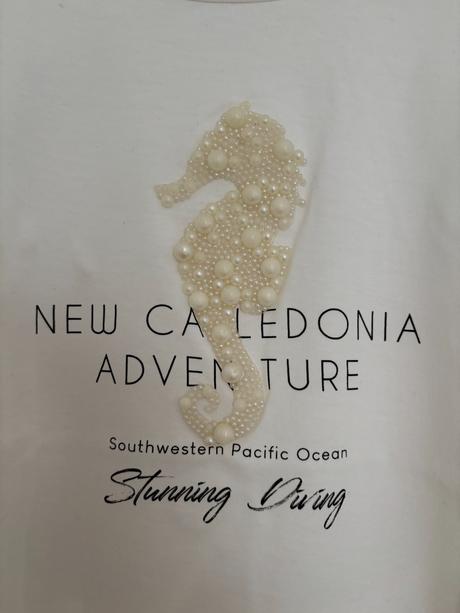 NEW CALEDONIA
ADVENTURE
Southwestern Pacific Ocean
Stunning Diving